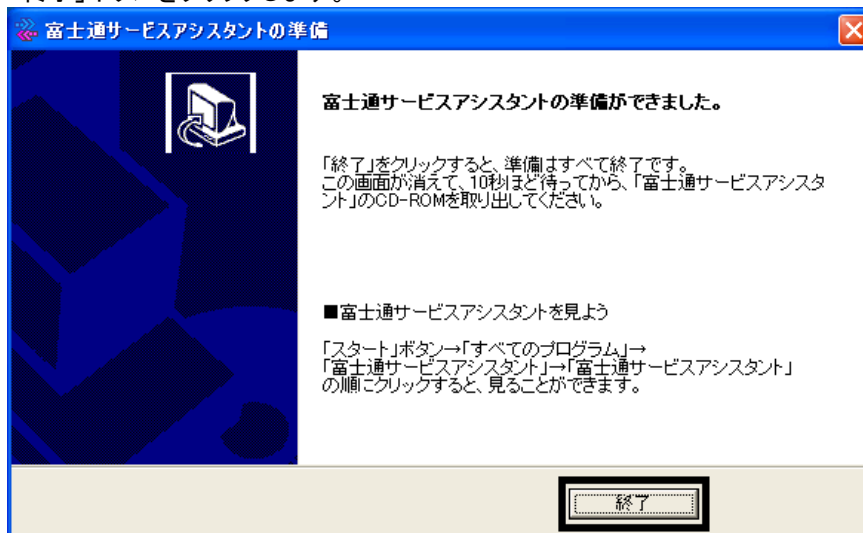 富士通サービスアシスタントの準備
富士通サービスアシスタントの準備ができました。
「終了」をクリックすると、準備はすべて終了です。
この画面が消えて、10秒ほど待ってから、「富士通サービスアシスタ
ント」のCD-ROMを取り出してください。
■富士通サービスアシスタントを見よう
「スタート」ボタン→「すべてのプログラム」→
「富士通サービスアシスタント」→「富士通サービスアシスタント」
の順にクリックすると、見ることができます。
終了